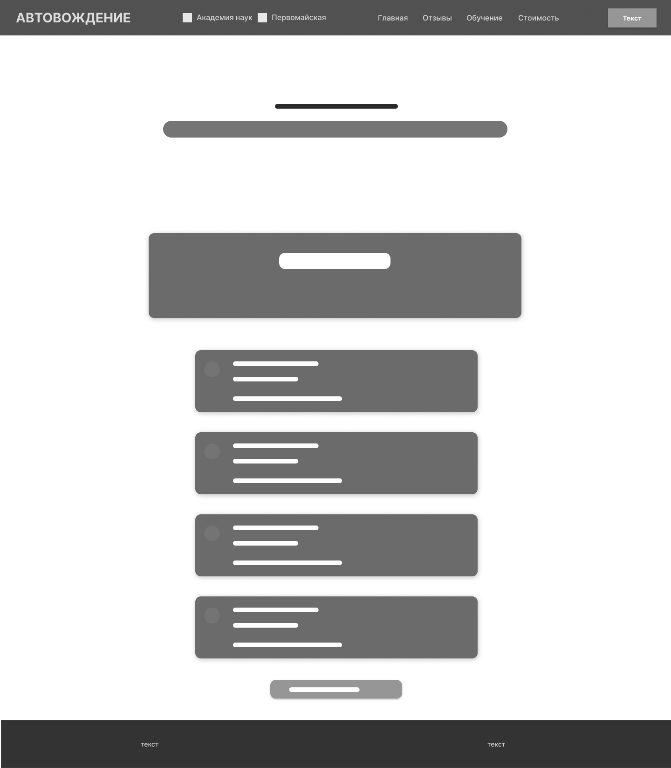 АВТОВОЖДЕНИЕ Академия наук Первомайская Главная Отзывы Обучение Стоимость Текст
текст текст